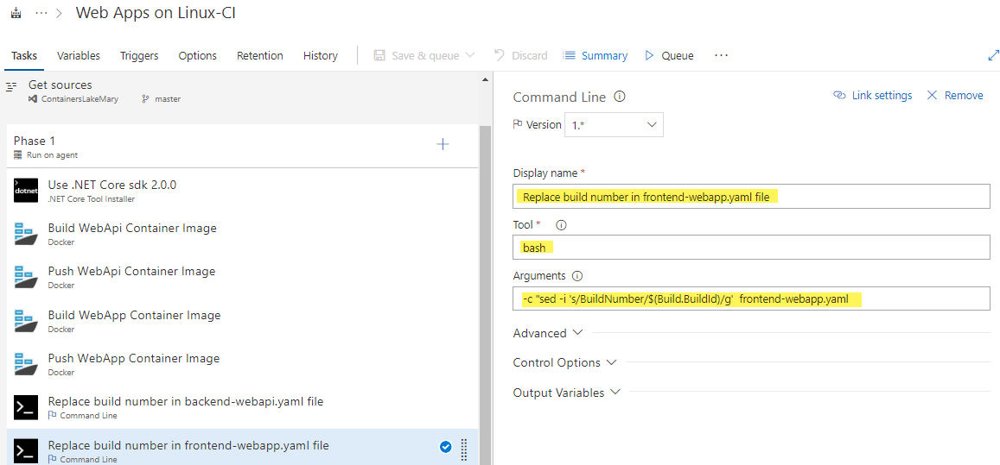 ··· > Web Apps on Linux-CI
Tasks Variables Triggers Options Retention History Save & queue Discard Summary Queue ···
Get sources
ContainersLakeMary master
Phase 1
Run on agent
dotnet
Use .NET Core sdk 2.0.0
.NET Core Tool Installer
Build WebApi Container Image
Docker
Push WebApi Container Image
Docker
Build WebApp Container Image
Docker
Push WebApp Container Image
Docker
Replace build number in backend-webapi.yaml file
Command Line
Replace build number in frontend-webapp.yaml file
Command Line
Command Line
Link settings Remove
Version 1.*
Display name *
Replace build number in frontend-webapp.yaml file
Tool *
bash
Arguments
-c "sed -i 's/BuildNumber/$(Build.BuildId)/g'  frontend-webapp.yaml
Advanced
Control Options
Output Variables